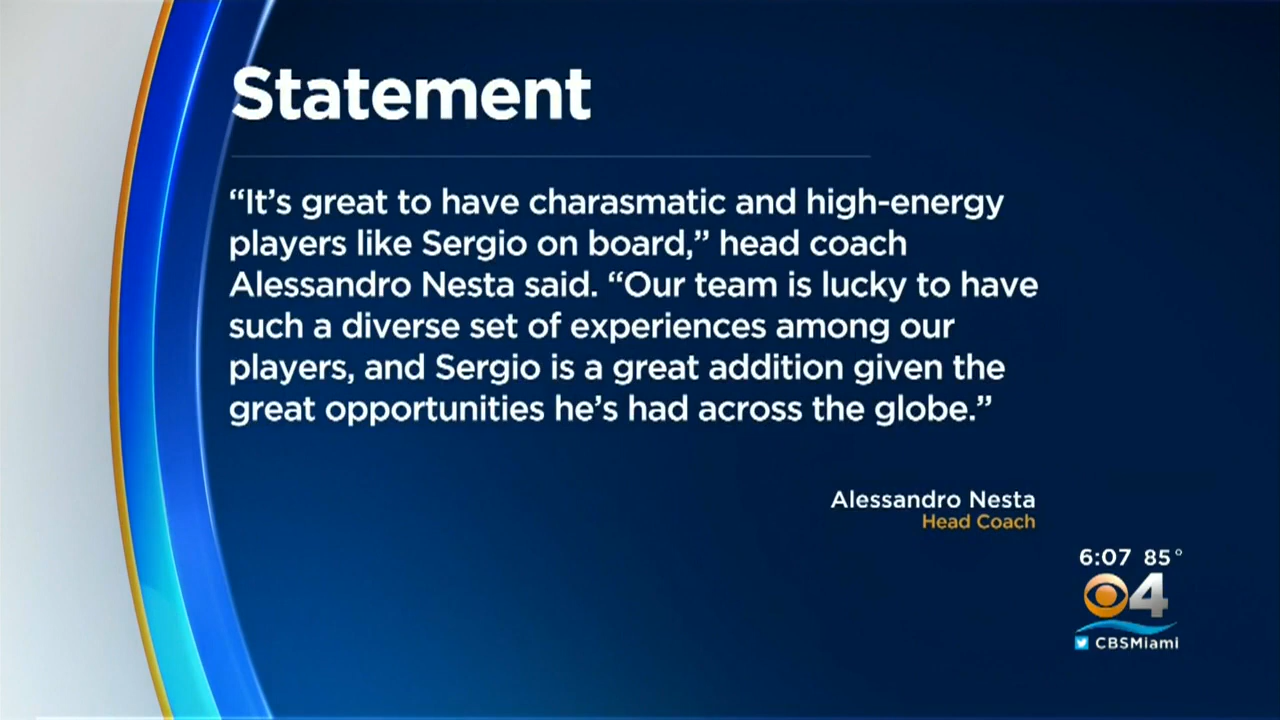 Statement
“It’s great to have charasmatic and high-energy
players like Sergio on board,” head coach
Alessandro Nesta said. “Our team is lucky to have
such a diverse set of experiences among our
players, and Sergio is a great addition given the
great opportunities he’s had across the globe.”
Alessandro Nesta
Head Coach
6:07 85°
4
CBSMiami